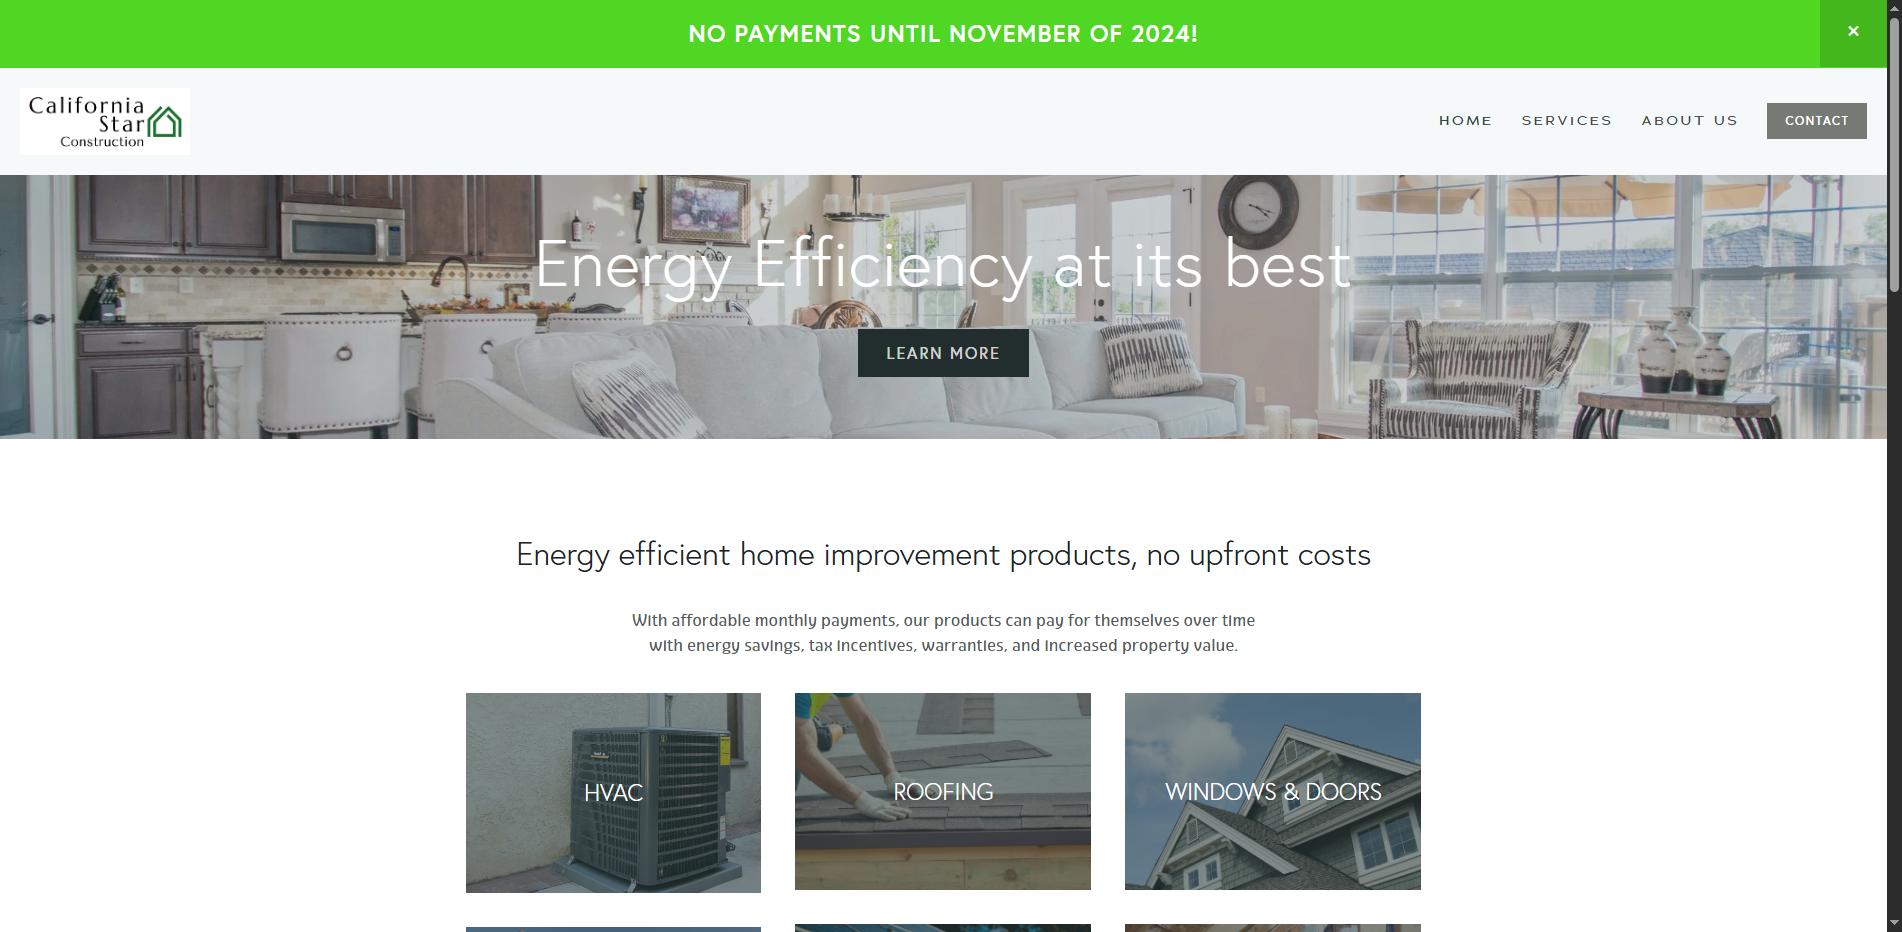 NO PAYMENTS UNTIL NOVEMBER OF 2024!
×
California
Star
Construction
HOME
SERVICES
ABOUT US
CONTACT
Energy Efficiency at its best
LEARN MORE
Energy efficient home improvement products, no upfront costs
With affordable monthly payments, our products can pay for themselves over time
with energy savings, tax incentives, warranties, and increased property value.
HVAC
ROOFING
WINDOWS & DOORS